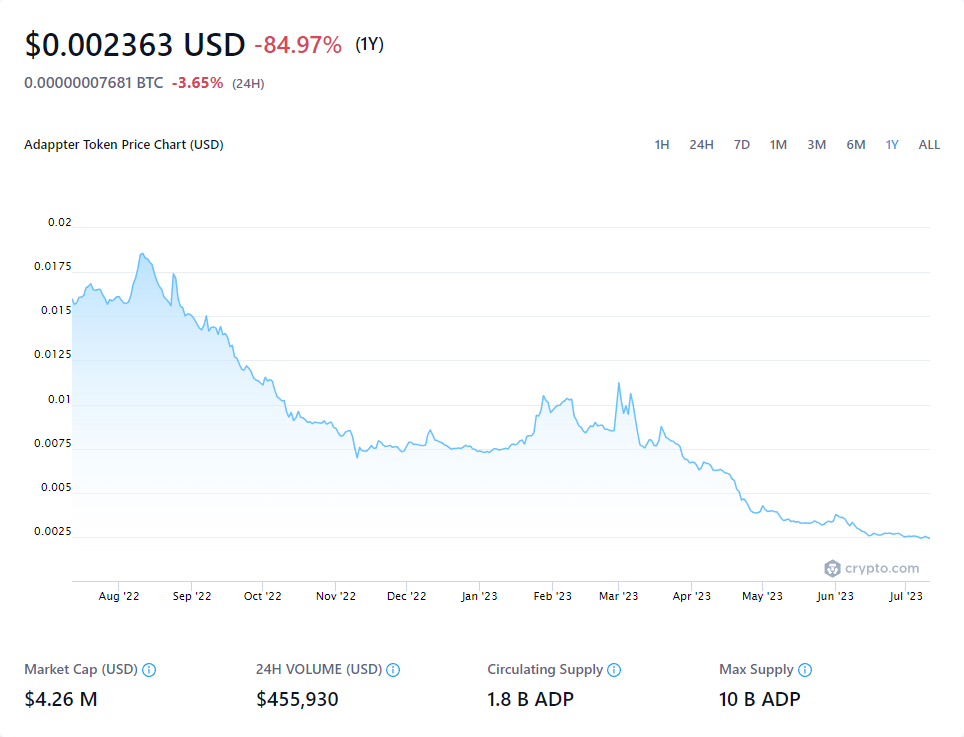 $0.002363 USD -84.97% (1Y)
0.00000007681 BTC -3.65% (24H)
Adappter Token Price Chart (USD) 1H 24H 7D 1M 3M 6M 1Y ALL
0.02
0.0175
0.015
0.0125
0.01
0.0075
0.005
0.0025
crypto.com
Aug '22 Sep '22 Oct '22 Nov '22 Dec '22 Jan '23 Feb '23 Mar '23 Apr '23 May '23 Jun '23 Jul '23
Market Cap (USD) 24H VOLUME (USD) Circulating Supply Max Supply
$4.26 M $455,930 1.8 B ADP 10 B ADP